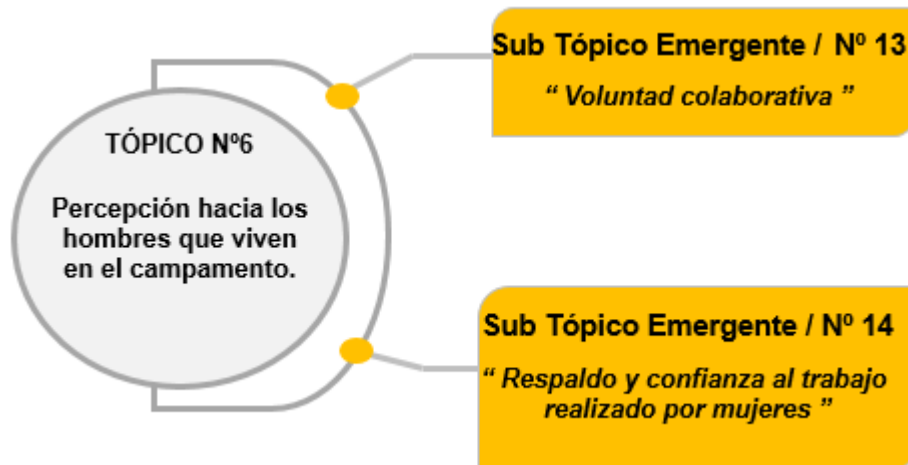 TÓPICO Nº6
Percepción hacia los
hombres que viven
en el campamento.
Sub Tópico Emergente / Nº 13
“ Voluntad colaborativa ”
Sub Tópico Emergente / Nº 14
“ Respaldo y confianza al trabajo
realizado por mujeres ”